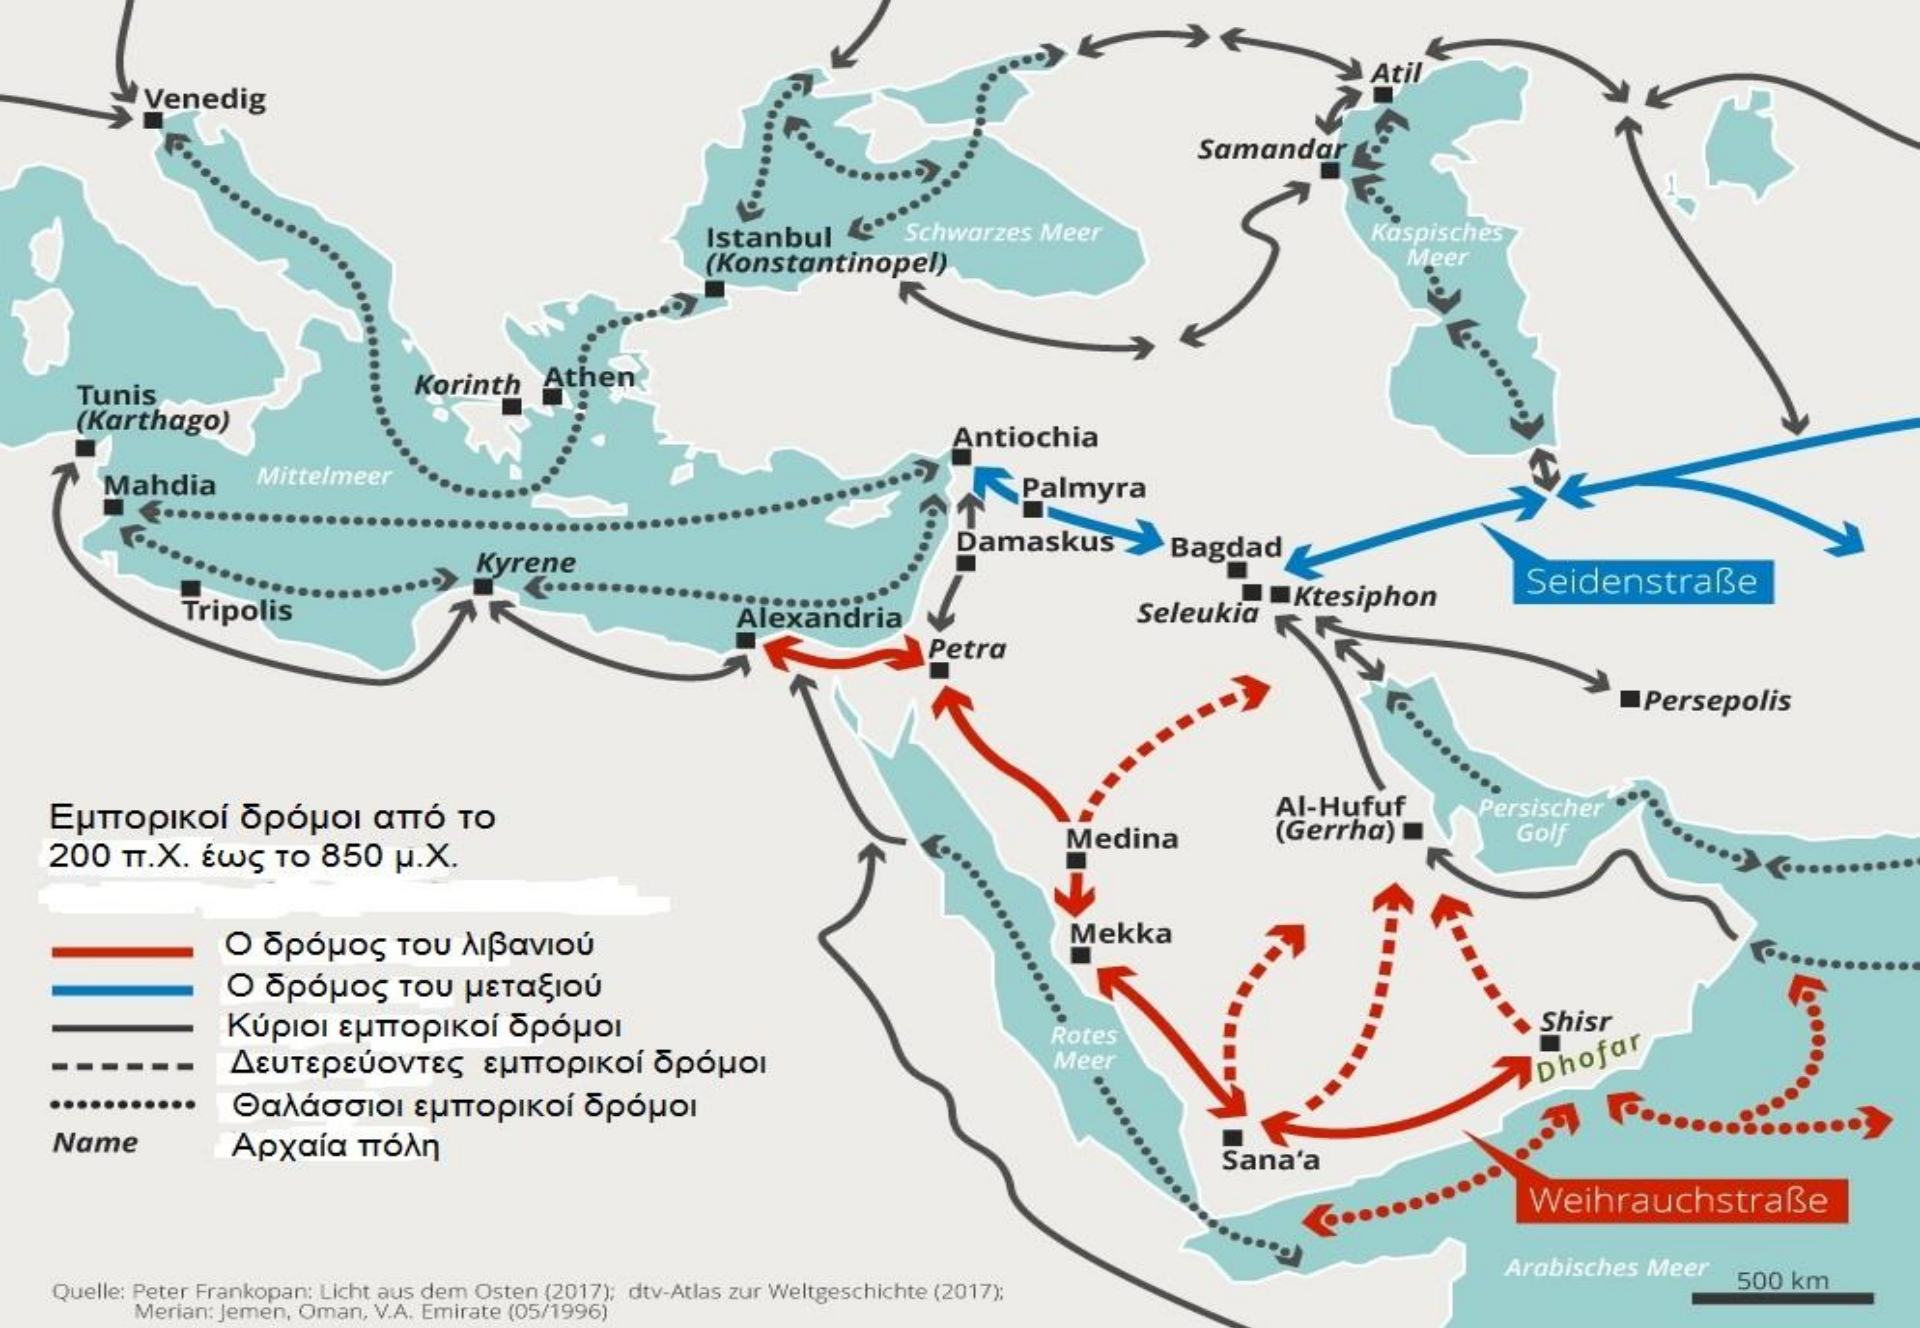 Venedig
Atil
Samandar
Istanbul
(Konstantinopel)
Schwarzes Meer
Kaspisches
Meer
Korinth
Athen
Tunis
(Karthago)
Antiochia
Mittelmeer
Mahdia
Palmyra
Damaskus
Bagdad
Kyrene
Seidenstraße
Tripolis
Alexandria
Seleukia
Ktesiphon
Petra
Persepolis
Al-Hufuf
(Gerrha)
Persischer
Golf
Medina
Mekka
Rotes
Meer
Shisr
Dhofar
Sana'a
Weihrauchstraße
Arabisches Meer
500 km
Εμπορικοί δρόμοι από το
200 π.Χ. έως το 850 μ.Χ.
Ο δρόμος του λιβανιού
Ο δρόμος του μεταξιού
Κύριοι εμπορικοί δρόμοι
Δευτερεύοντες εμπορικοί δρόμοι
Θαλάσσιοι εμπορικοί δρόμοι
Name Αρχαία πόλη
Quelle: Peter Frankopan: Licht aus dem Osten (2017); dtv-Atlas zur Weltgeschichte (2017);
Merian: Jemen, Oman, V.A. Emirate (05/1996)